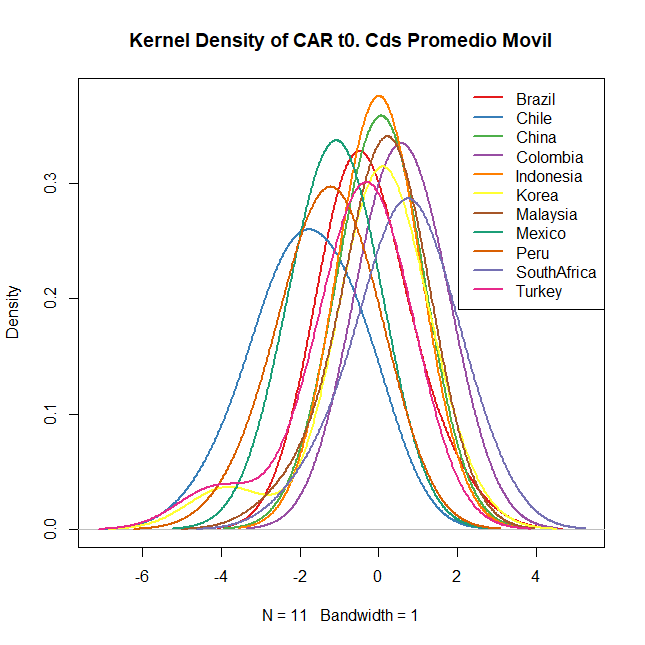 Kernel Density of CAR t0. Cds Promedio Movil
Brazil
Chile
China
Colombia
Indonesia
Korea
Malaysia
Mexico
Peru
SouthAfrica
Turkey
Density
0.3
0.2
0.1
0.0
-6 -4 -2 0 2 4
N = 11 Bandwidth = 1